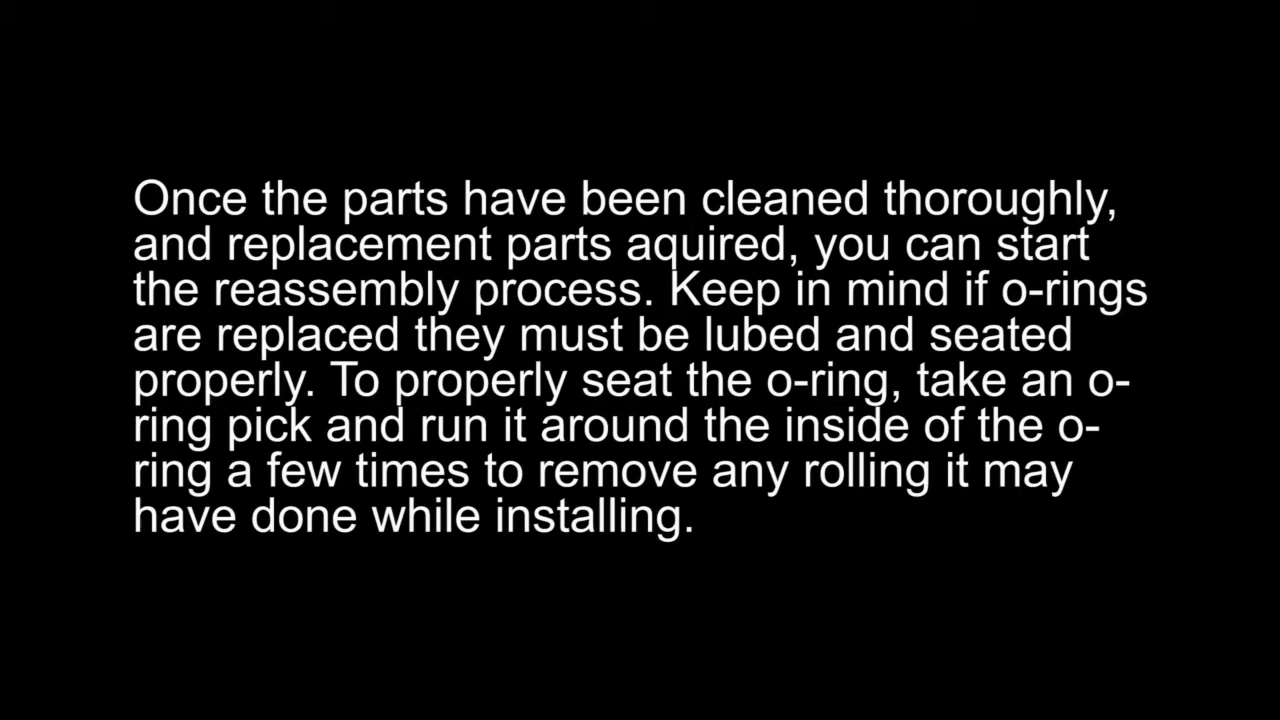 Once the parts have been cleaned thoroughly,
and replacement parts aquired, you can start
the reassembly process. Keep in mind if o-rings
are replaced they must be lubed and seated
properly. To properly seat the o-ring, take an o-
ring pick and run it around the inside of the o-
ring a few times to remove any rolling it may
have done while installing.